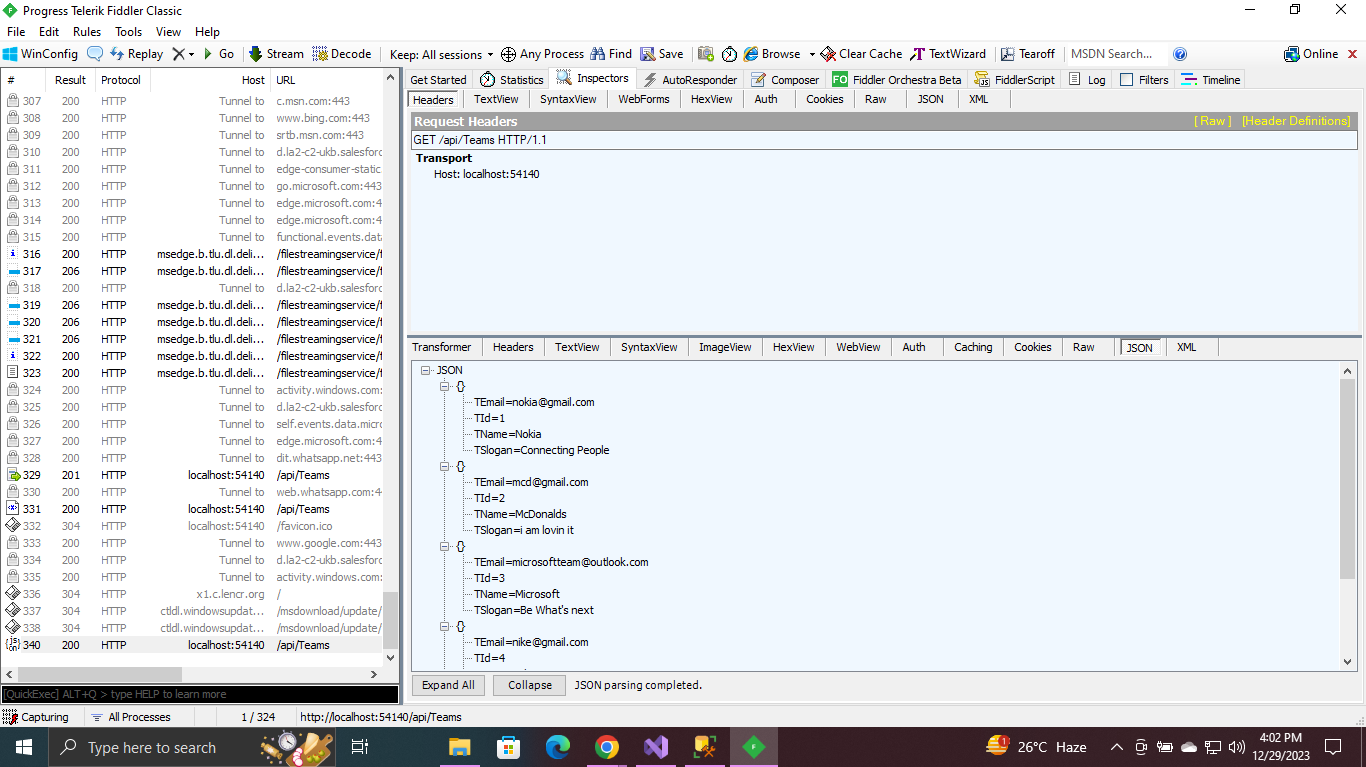 Progress Telerik Fiddler Classic
File Edit Rules Tools View Help
WinConfig Replay Go Stream Decode Keep: All sessions Any Process Find Save Browse Clear Cache TextWizard Tearoff MSDN Search... Online
# Result Protocol Host URL
307 200 HTTP Tunnel to c.msn.com:443
308 200 HTTP Tunnel to www.bing.com:443
309 200 HTTP Tunnel to srtb.msn.com:443
310 200 HTTP Tunnel to d.la2-c2-ukb.salesforc
311 200 HTTP Tunnel to edge-consumer-static
312 200 HTTP Tunnel to go.microsoft.com:443
313 200 HTTP Tunnel to edge.microsoft.com:4
314 200 HTTP Tunnel to edge.microsoft.com:4
315 200 HTTP Tunnel to functional.events.data
316 200 HTTP msedge.b.tlu.dl.deli... /filestreamingservice/f
317 206 HTTP msedge.b.tlu.dl.deli... /filestreamingservice/f
318 200 HTTP Tunnel to d.la2-c2-ukb.salesforc
319 206 HTTP msedge.b.tlu.dl.deli... /filestreamingservice/f
320 206 HTTP msedge.b.tlu.dl.deli... /filestreamingservice/f
321 206 HTTP msedge.b.tlu.dl.deli... /filestreamingservice/f
322 200 HTTP msedge.b.tlu.dl.deli... /filestreamingservice/f
323 200 HTTP msedge.b.tlu.dl.deli... /filestreamingservice/f
324 200 HTTP Tunnel to activity.windows.com:
325 200 HTTP Tunnel to d.la2-c2-ukb.salesforc
326 200 HTTP Tunnel to self.events.data.micro
327 200 HTTP Tunnel to edge.microsoft.com:4
328 200 HTTP Tunnel to dit.whatsapp.net:443
329 201 HTTP localhost:54140 /api/Teams
330 200 HTTP Tunnel to web.whatsapp.com:4
331 200 HTTP localhost:54140 /api/Teams
332 304 HTTP localhost:54140 /favicon.ico
333 200 HTTP Tunnel to www.google.com:443
334 200 HTTP Tunnel to d.la2-c2-ukb.salesforc
335 200 HTTP Tunnel to activity.windows.com:
336 304 HTTP x1.c.lencr.org /
337 304 HTTP ctldl.windowsupdat... /msdownload/update/
338 304 HTTP ctldl.windowsupdat... /msdownload/update/
340 200 HTTP localhost:54140 /api/Teams
[QuickExec] ALT+Q > type HELP to learn more
Get Started Statistics Inspectors AutoResponder Composer FO Fiddler Orchestra Beta FiddlerScript Log Filters Timeline
Headers TextView SyntaxView WebForms HexView Auth Cookies Raw JSON XML
Request Headers [ Raw ] [Header Definitions]
GET /api/Teams HTTP/1.1
Transport
Host: localhost:54140
Transformer Headers TextView SyntaxView ImageView HexView WebView Auth Caching Cookies Raw JSON XML
JSON
{}
TEmail=nokia@gmail.com
TId=1
TName=Nokia
TSlogan=Connecting People
{}
TEmail=mcd@gmail.com
TId=2
TName=McDonalds
TSlogan=i am lovin it
{}
TEmail=microsoftteam@outlook.com
TId=3
TName=Microsoft
TSlogan=Be What's next
{}
TEmail=nike@gmail.com
TId=4
Expand All Collapse JSON parsing completed.
Capturing All Processes 1 / 324 http://localhost:54140/api/Teams
Type here to search 1 26°C Haze 4:02 PM
12/29/2023